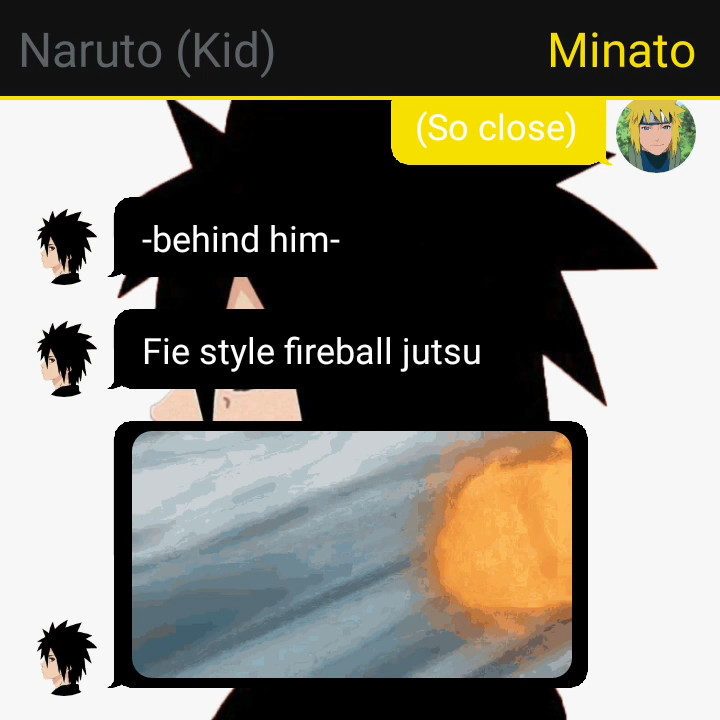 Naruto (Kid)
Minato
(So close)
-behind him-
Fie style fireball jutsu